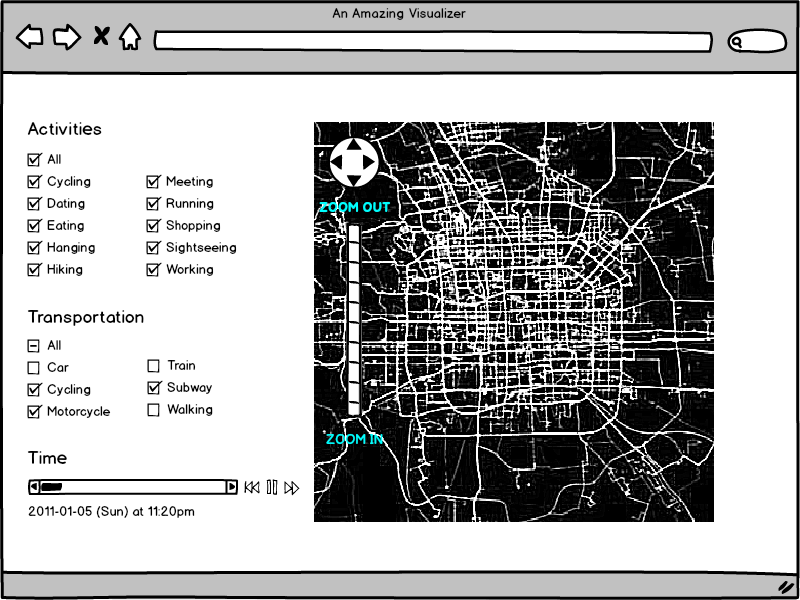 An Amazing Visualizer
Activities
All
Cycling
Meeting
Dating
Running
Eating
Shopping
Hanging
Sightseeing
Hiking
Working
Transportation
All
Car
Train
Cycling
Subway
Motorcycle
Walking
Time
2011-01-05 (Sun) at 11:20pm
ZOOM OUT
ZOOM IN